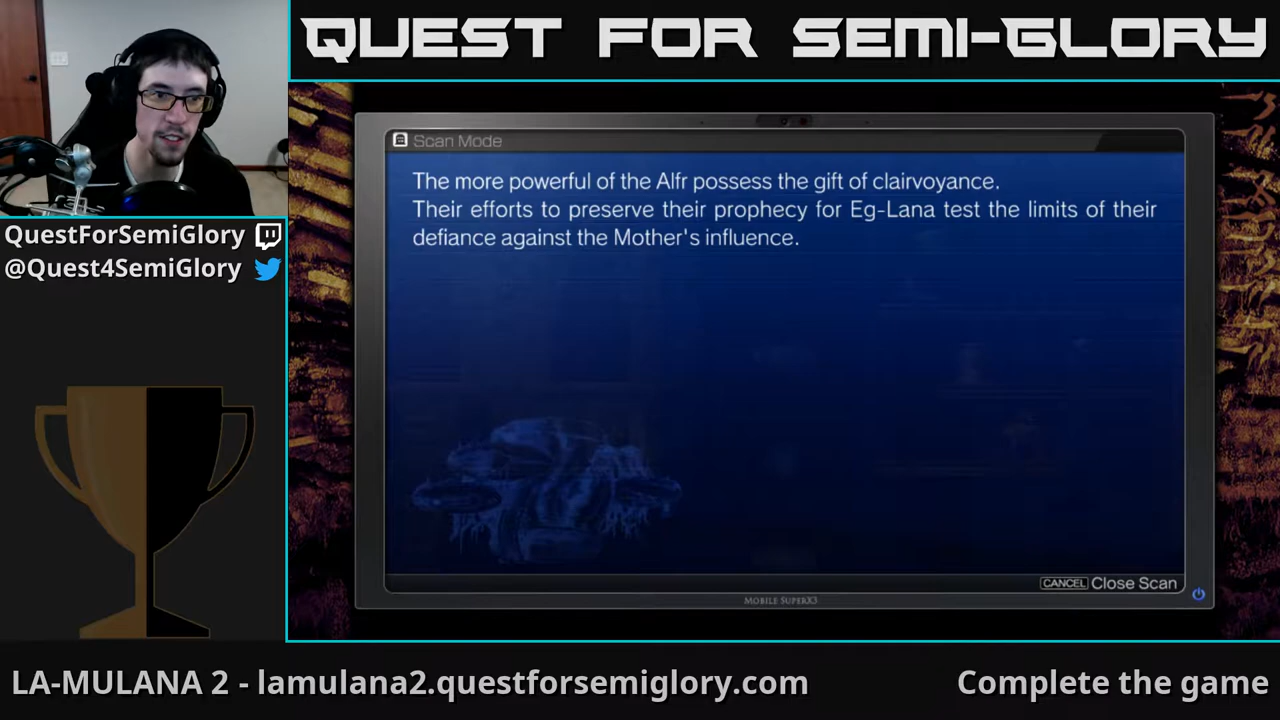 QUEST FOR SEMI-GLORY
Scan Mode
The more powerful of the Alfr possess the gift of clairvoyance.
Their efforts to preserve their prophecy for Eg-Lana test the limits of their
defiance against the Mother's influence.
QuestForSemiGlory
@Quest4SemiGlory
CANCEL Close Scan
MOBILE SUPERX3
LA-MULANA 2 - lamulana2.questforsemiglory.com
Complete the game